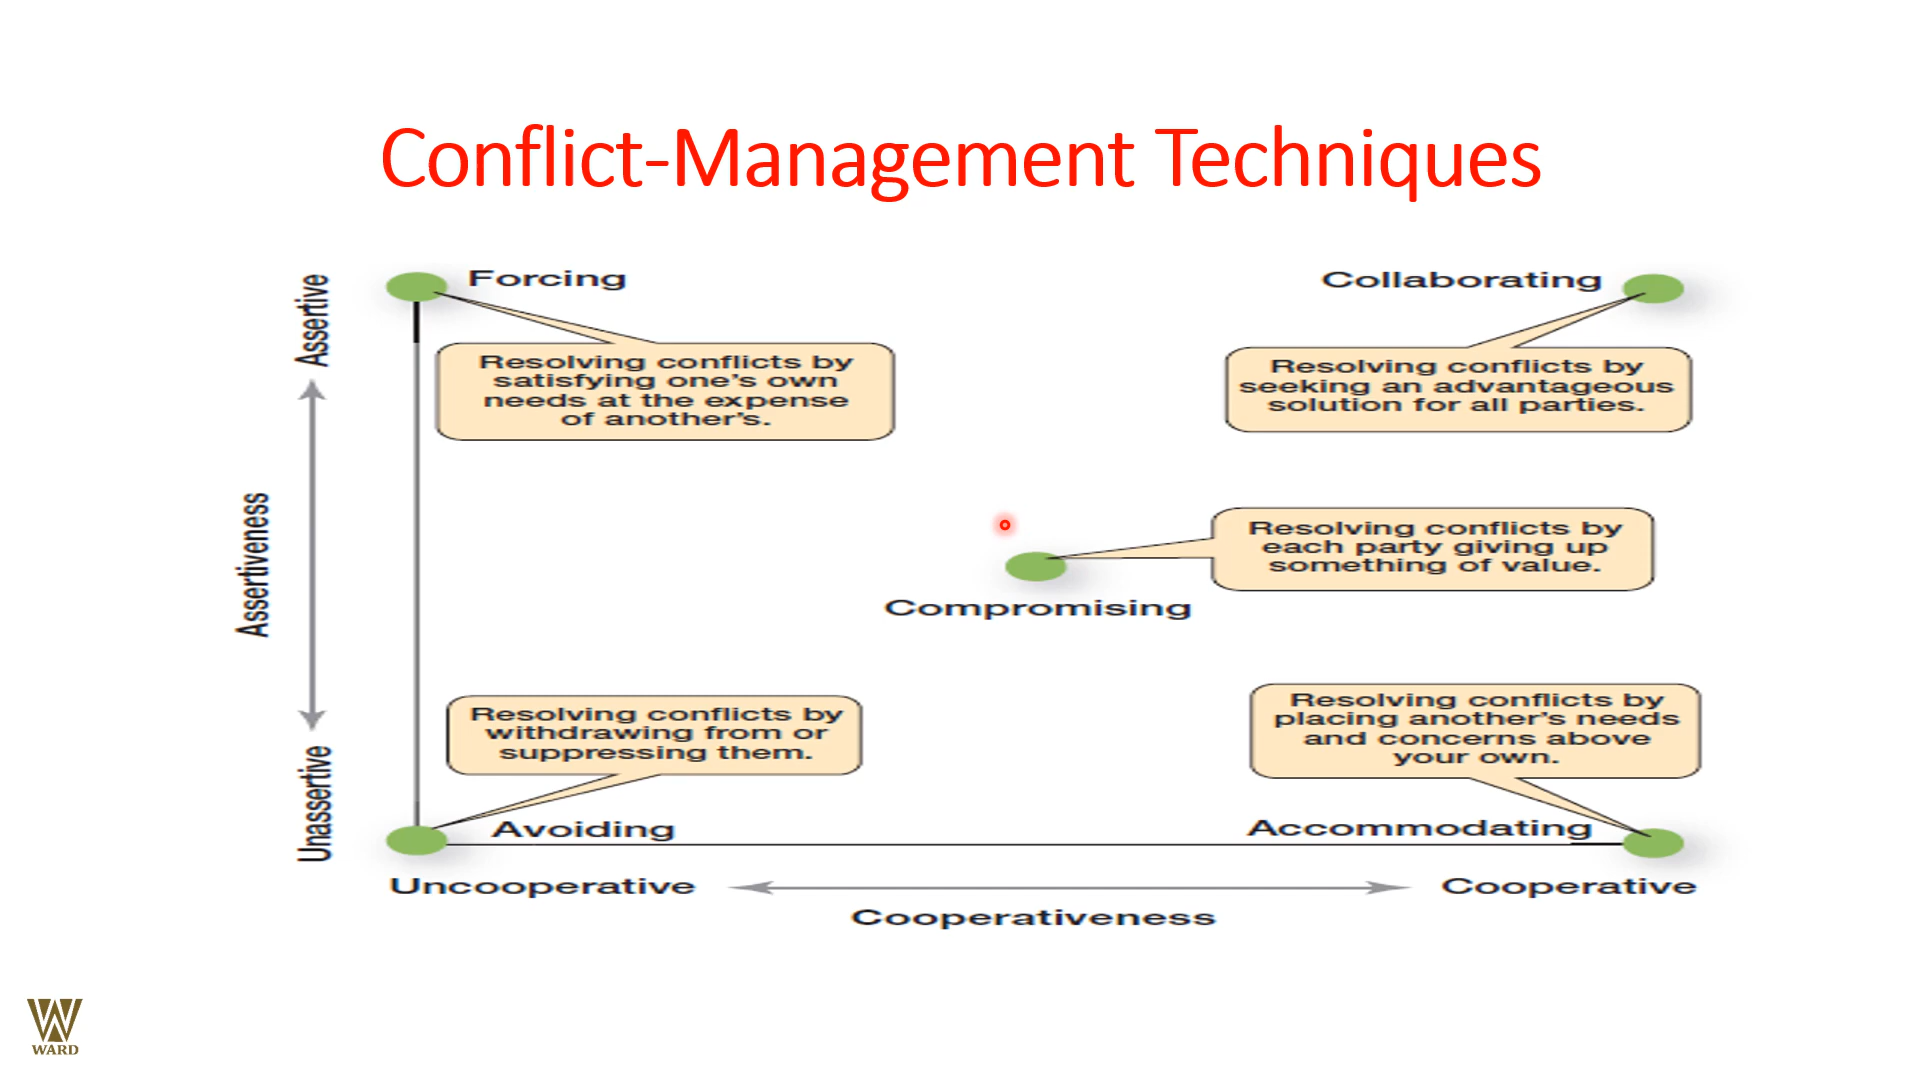 Conflict-Management Techniques
Forcing
Collaborating
Assertive
Resolving conflicts by
satisfying one's own
needs at the expense
of another's.
Resolving conflicts by
seeking an advantageous
solution for all parties.
Assertiveness
Resolving conflicts by
each party giving up
something of value.
Compromising
Resolving conflicts by
withdrawing from or
suppressing them.
Resolving conflicts by
placing another's needs
and concerns above
your own.
Unassertive
Avoiding
Accommodating
Uncooperative
Cooperative
Cooperativeness
WARD